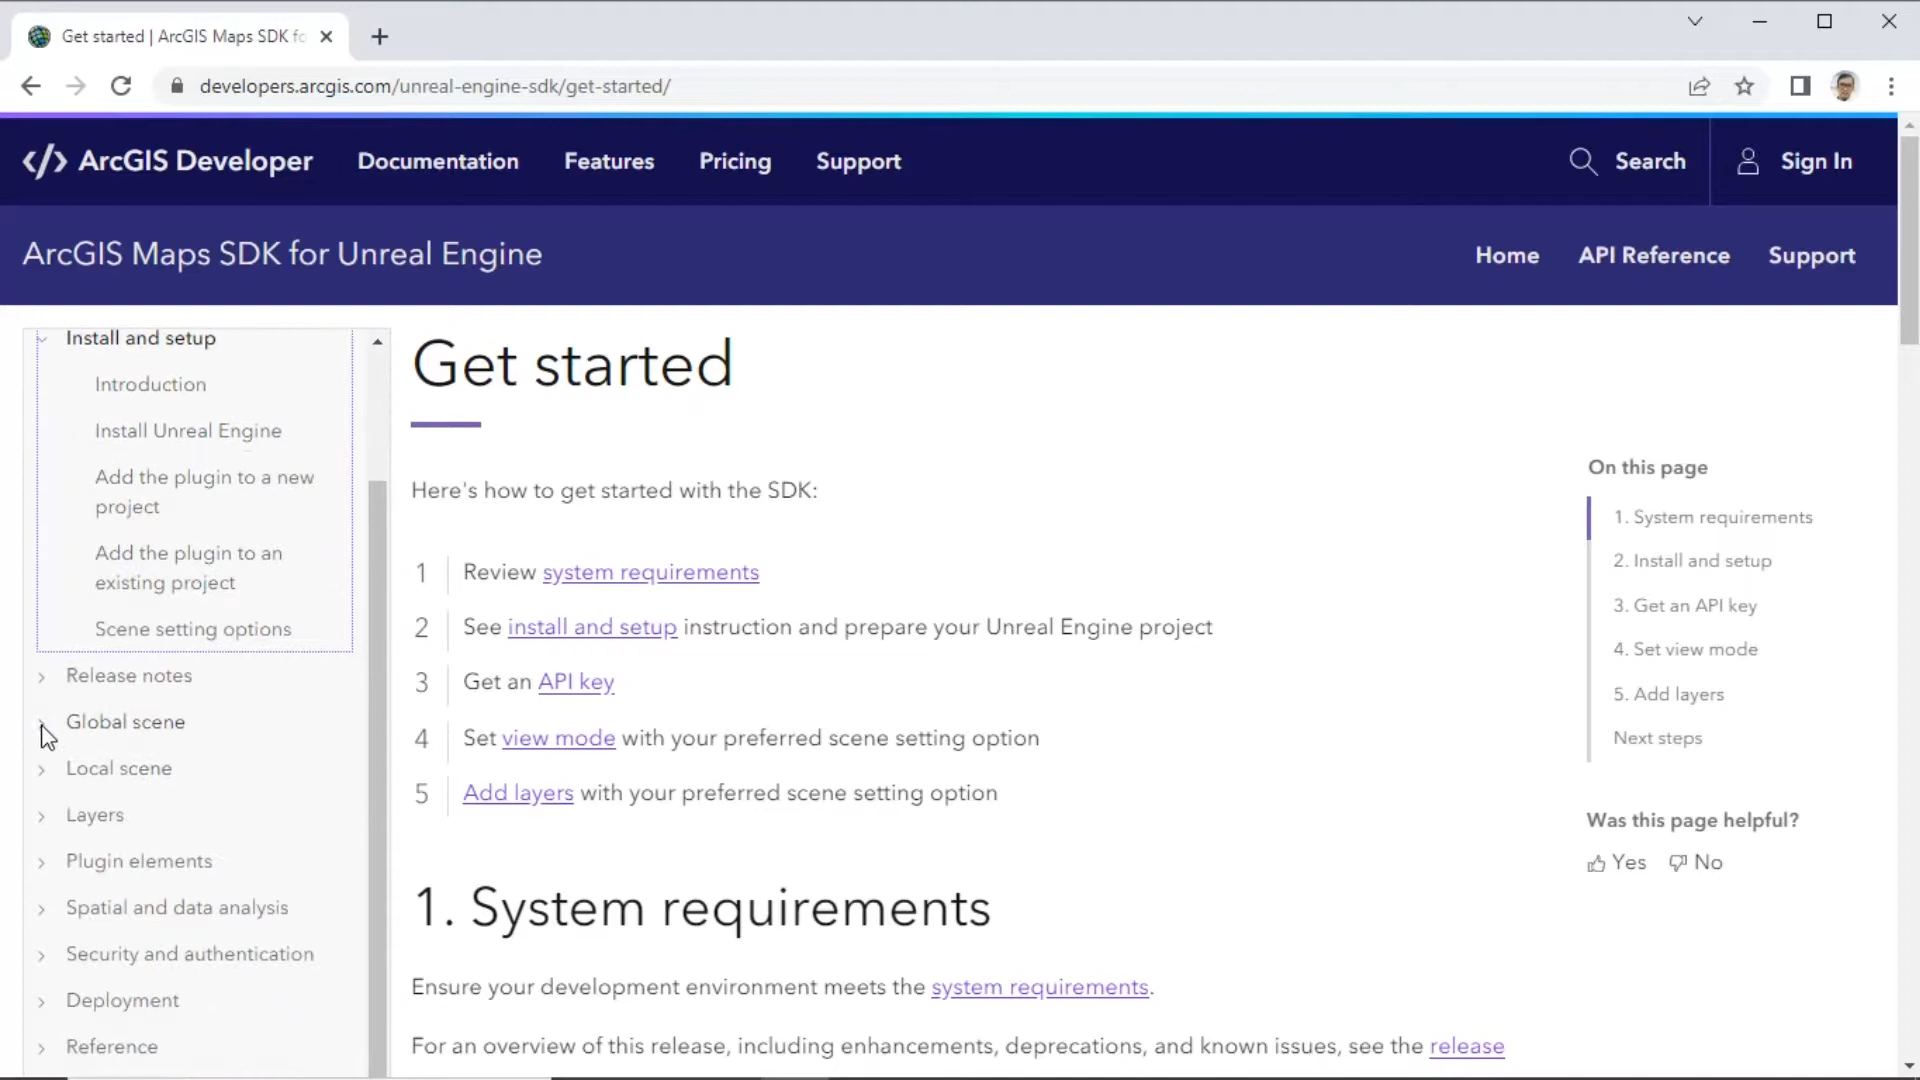 Get started | ArcGIS Maps SDK fo
developers.arcgis.com/unreal-engine-sdk/get-started/
</> ArcGIS Developer Documentation Features Pricing Support Search Sign In
ArcGIS Maps SDK for Unreal Engine Home API Reference Support
Install and setup
Introduction
Install Unreal Engine
Add the plugin to a new
project
Add the plugin to an
existing project
Scene setting options
Release notes
Global scene
Local scene
Layers
Plugin elements
Spatial and data analysis
Security and authentication
Deployment
Reference
Get started
Here's how to get started with the SDK:
1 Review system requirements
2 See install and setup instruction and prepare your Unreal Engine project
3 Get an API key
4 Set view mode with your preferred scene setting option
5 Add layers with your preferred scene setting option
1. System requirements
Ensure your development environment meets the system requirements.
For an overview of this release, including enhancements, deprecations, and known issues, see the release
On this page
1. System requirements
2. Install and setup
3. Get an API key
4. Set view mode
5. Add layers
Next steps
Was this page helpful?
Yes No